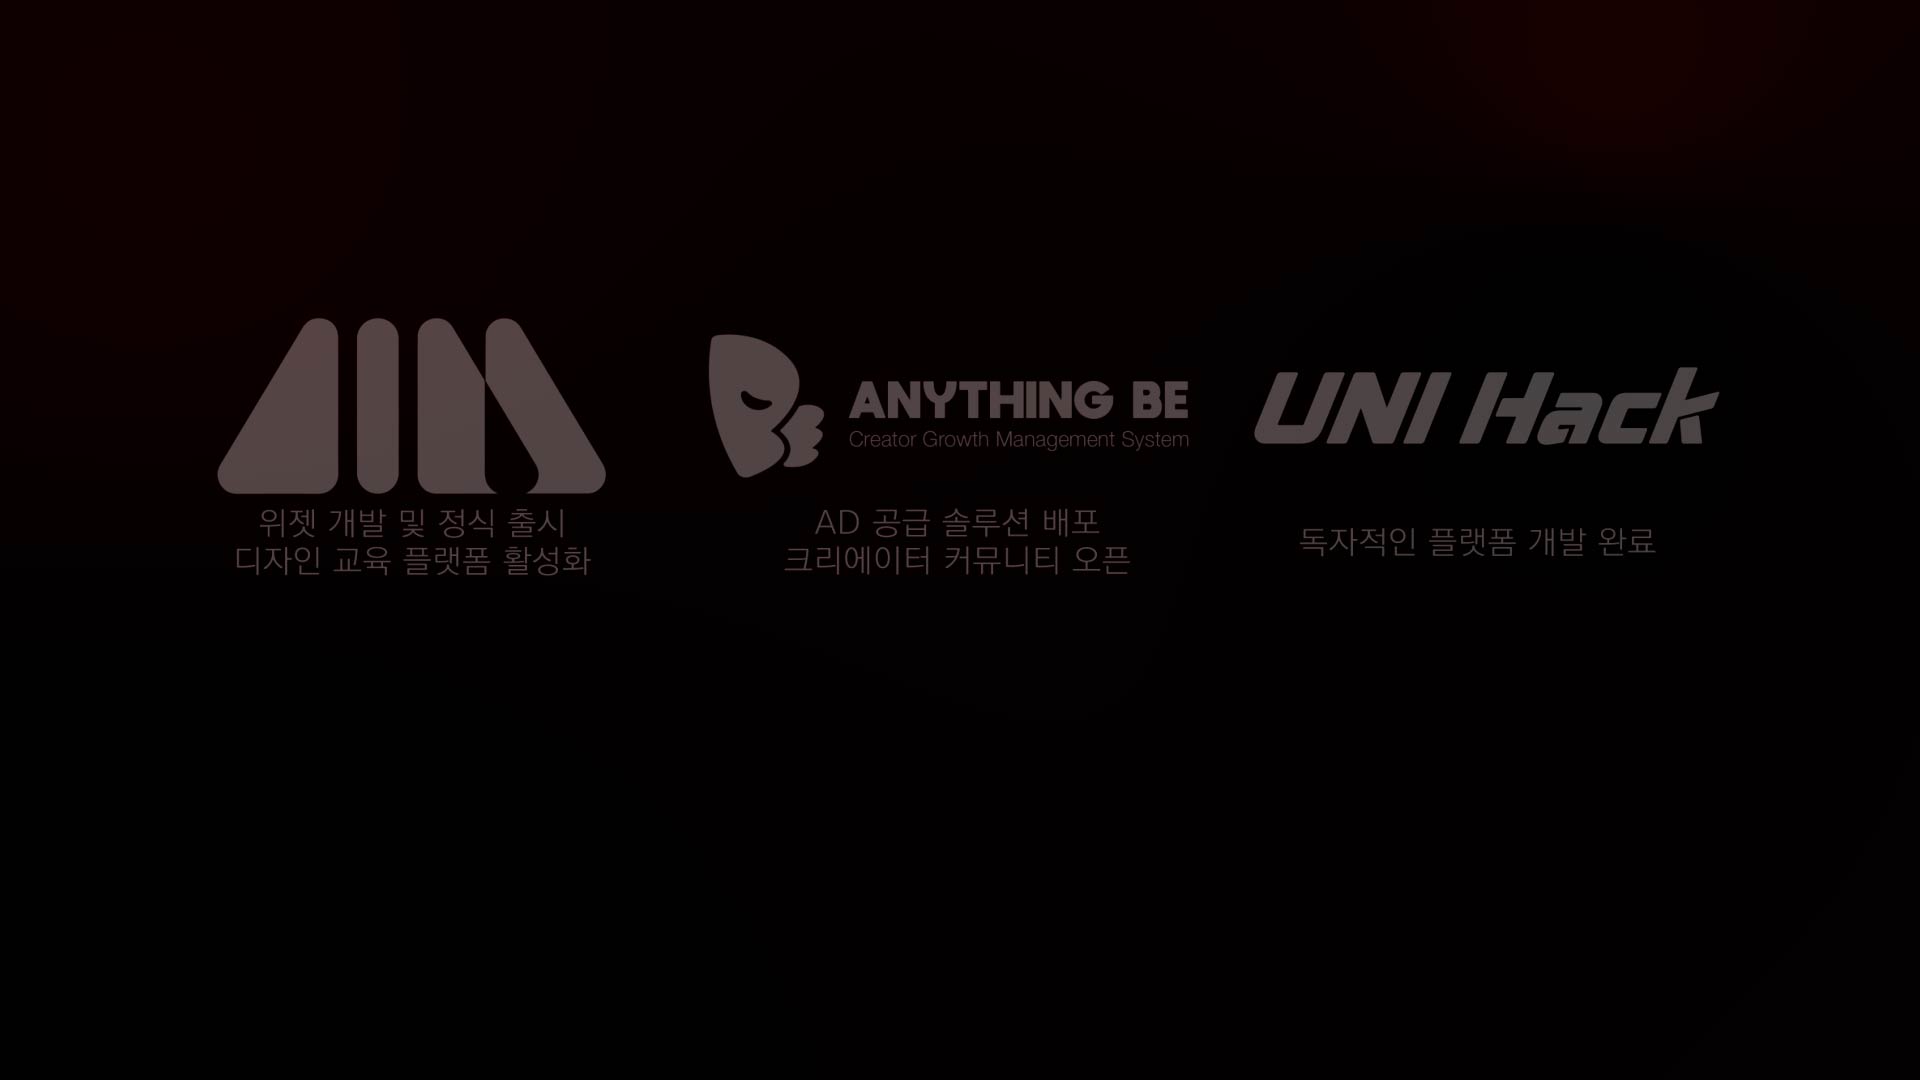 위젯 개발 및 정식 출시
디자인 교육 플랫폼 활성화
ANYTHING BE
Creator Growth Management System
AD 공급 솔루션 배포
크리에이터 커뮤니티 오픈
UNI Hack
독자적인 플랫폼 개발 완료